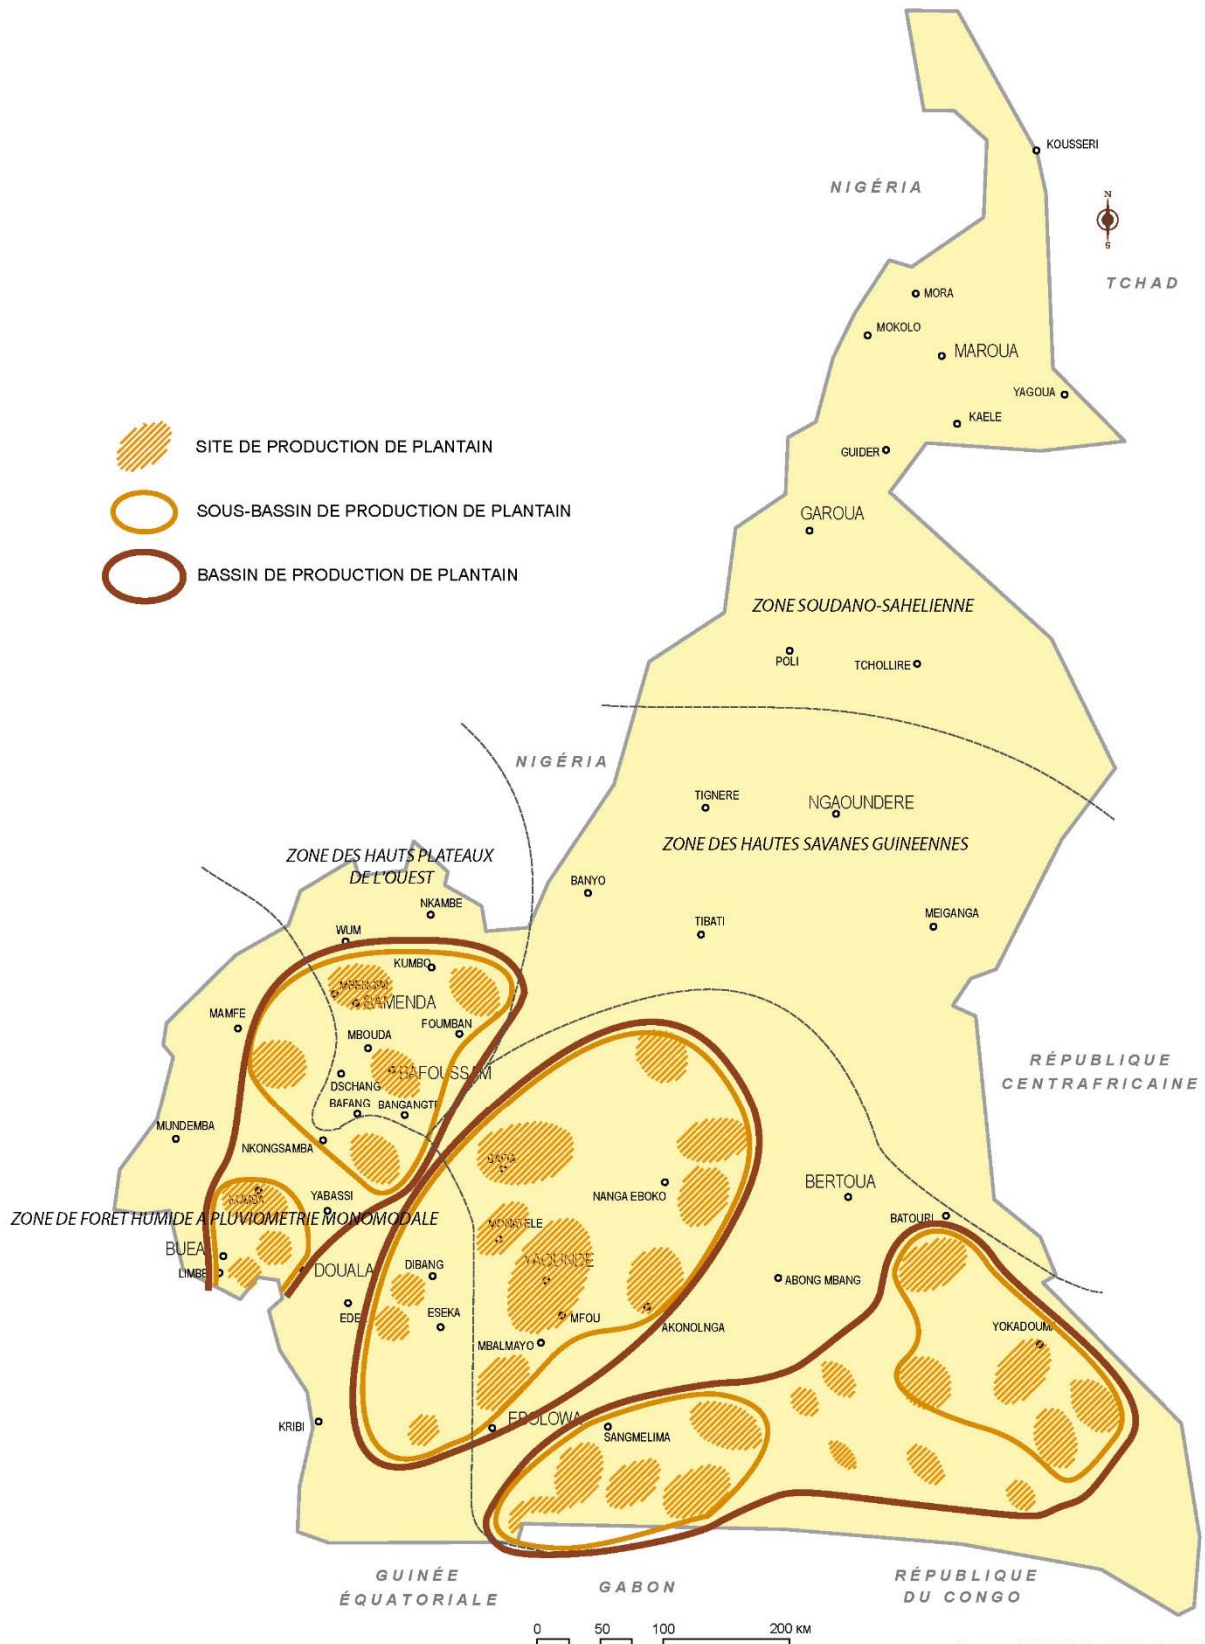 KOUSSERI
NIGÉRIA
N
S
TCHAD
MORA
MOKOLO
MAROUA
YAGOUA
KAELE
GUIDER
SITE DE PRODUCTION DE PLANTAIN
SOUS-BASSIN DE PRODUCTION DE PLANTAIN
BASSIN DE PRODUCTION DE PLANTAIN
GAROUA
ZONE SOUDANO-SAHELIENNE
POLI
TCHOLLIRE
NIGÉRIA
TIGNERE
NGAOUNDERE
ZONE DES HAUTES SAVANES GUINEENNES
ZONE DES HAUTS PLATEAUX
DE L'OUEST
BANYO
NKAMBE
MEIGANGA
TIBATI
WUM
KUMBO
BAMENDA
MAMFE
FOUMBAN
MBOUDA
RÉPUBLIQUE
CENTRAFRICAINE
BAFOUSSAM
DSCHANG
BAFANG
BANGANGTE
MUNDEMBA
NKONGSAMBA
NANGA EBOKO
BERTOUA
YABASSI
BATOURI
ZONE DE FORET HUMIDE A PLUVIOMETRIE MONOMODALE
MONATELE
BUEA
LIMBE
DOUALA
DIBANG
YAOUNDE
ABONG MBANG
EDEA
ESEKA
MFOU
AKONOLNGA
YOKADOUMA
MBALMAYO
KRIBI
EBOLOWA
SANGMELIMA
GUINÉE
ÉQUATORIALE
GABON
RÉPUBLIQUE
DU CONGO
0 50 100 200 KM